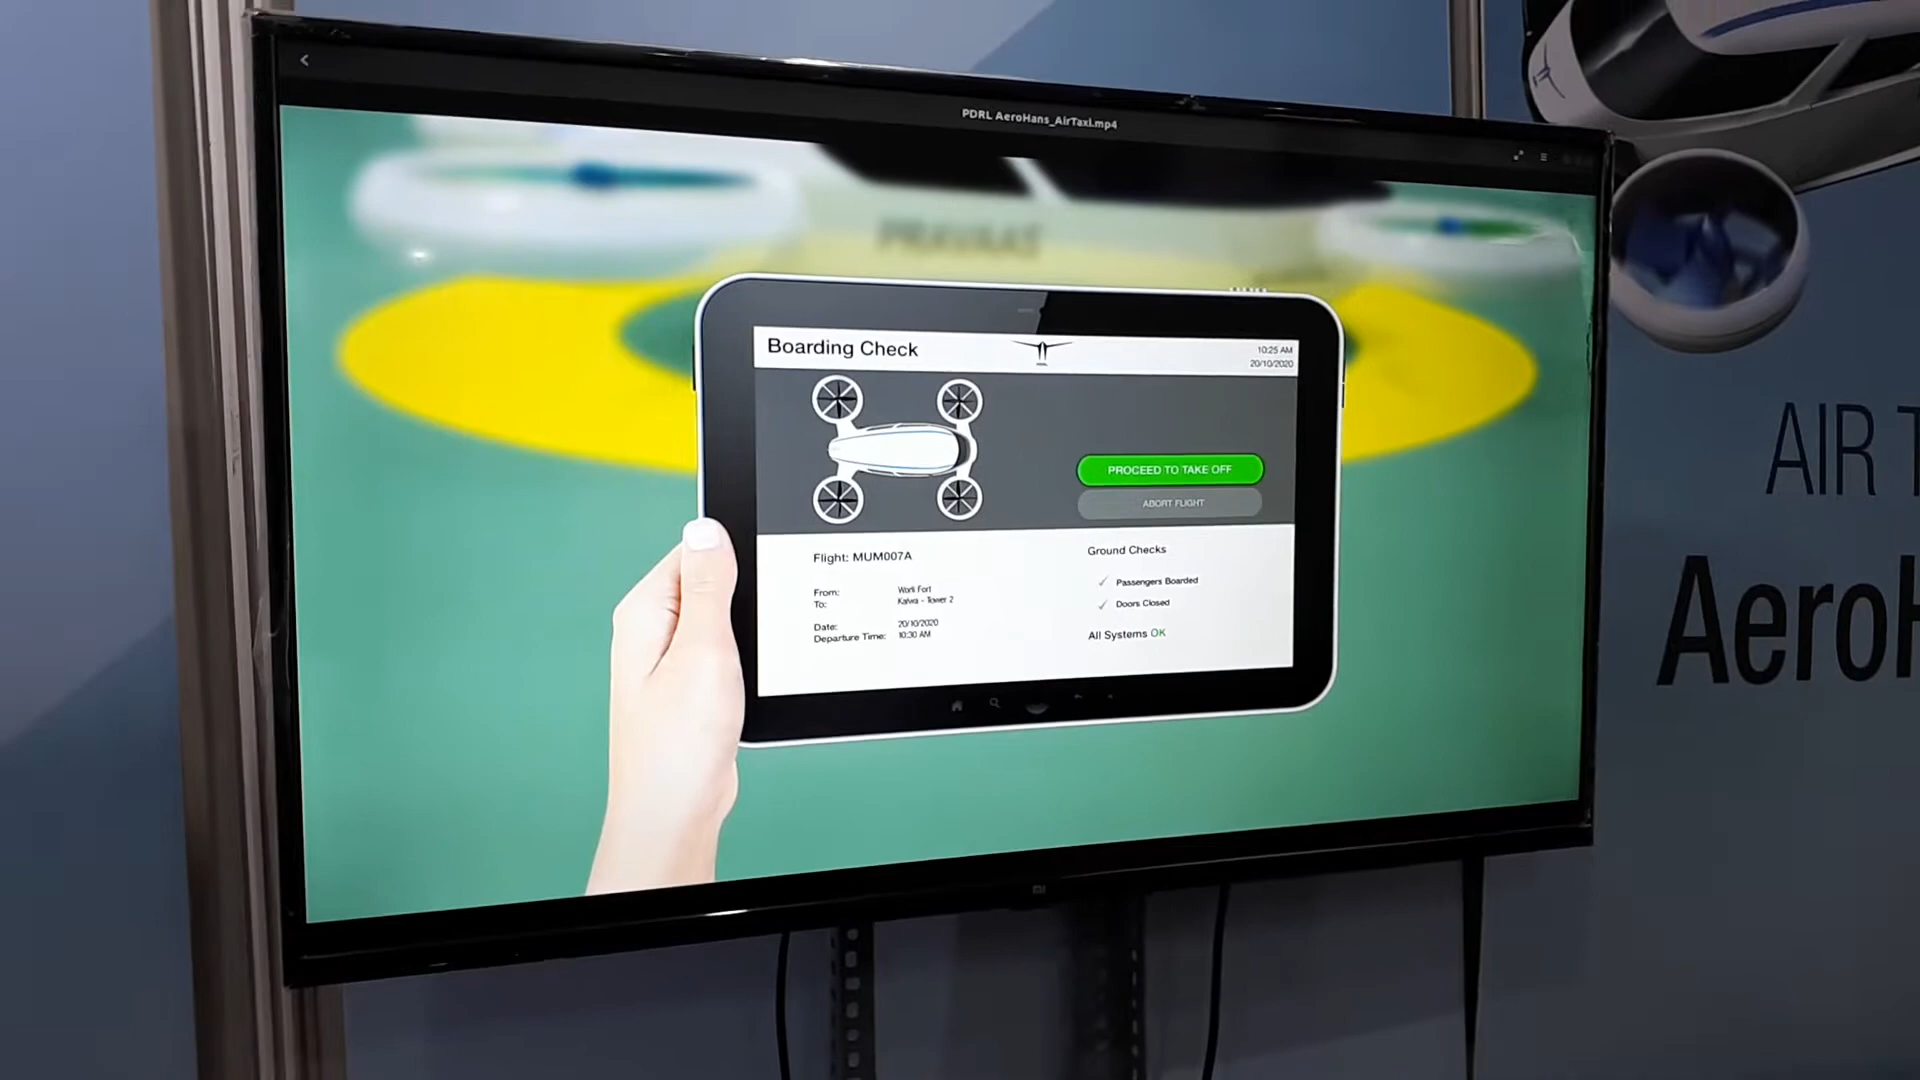 PDRL AeroHans_AirTaxi.mp4
PRAVAAS
Boarding Check
10:25 AM
20/10/2020
PROCEED TO TAKE OFF
ABORT FLIGHT
Flight: MUM007A
From: Worli Fort
To: Kalwa - Tower 2
Date: 20/10/2020
Departure Time: 10:30 AM
Ground Checks
✓ Passengers Boarded
✓ Doors Closed
All Systems OK
mi
AIR T
AeroH